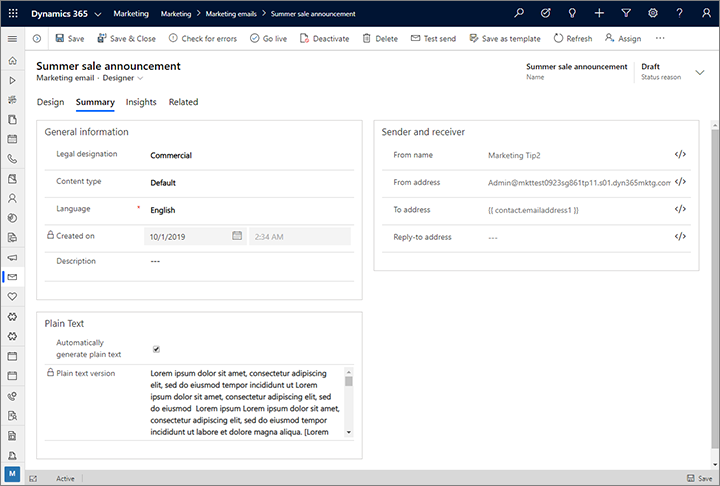 Dynamics 365 Marketing Marketing > Marketing emails > Summer sale announcement
Save Save & Close Check for errors Go live Deactivate Delete Test send Save as template Refresh Assign ...
Summer sale announcement
Marketing email · Designer
Summer sale announcement
Name
Draft
Status reason
Design Summary Insights Related
General information
Legal designation Commercial
Content type Default
Language * English
Created on 10/1/2019 2:34 AM
Description ---
Plain Text
Automatically
generate plain text
Plain text version
Lorem ipsum dolor sit amet, consectetur adipiscing
elit, sed do eiusmod tempor incididunt ut Lorem
ipsum dolor sit amet, consectetur adipiscing elit,
sed do eiusmod Lorem ipsum Lorem ipsum dolor sit amet,
consectetur adipiscing elit, sed do eiusmod tempor
incididunt ut labore et dolore magna aliqua. [Lorem
Sender and receiver
From name Marketing Tip2 </>
From address Admin@mkttest0923sg861tp11.s01.dyn365mktg.com </>
To address {{ contact.emailaddress1 }} </>
Reply-to address --- </>
M
Active
Save